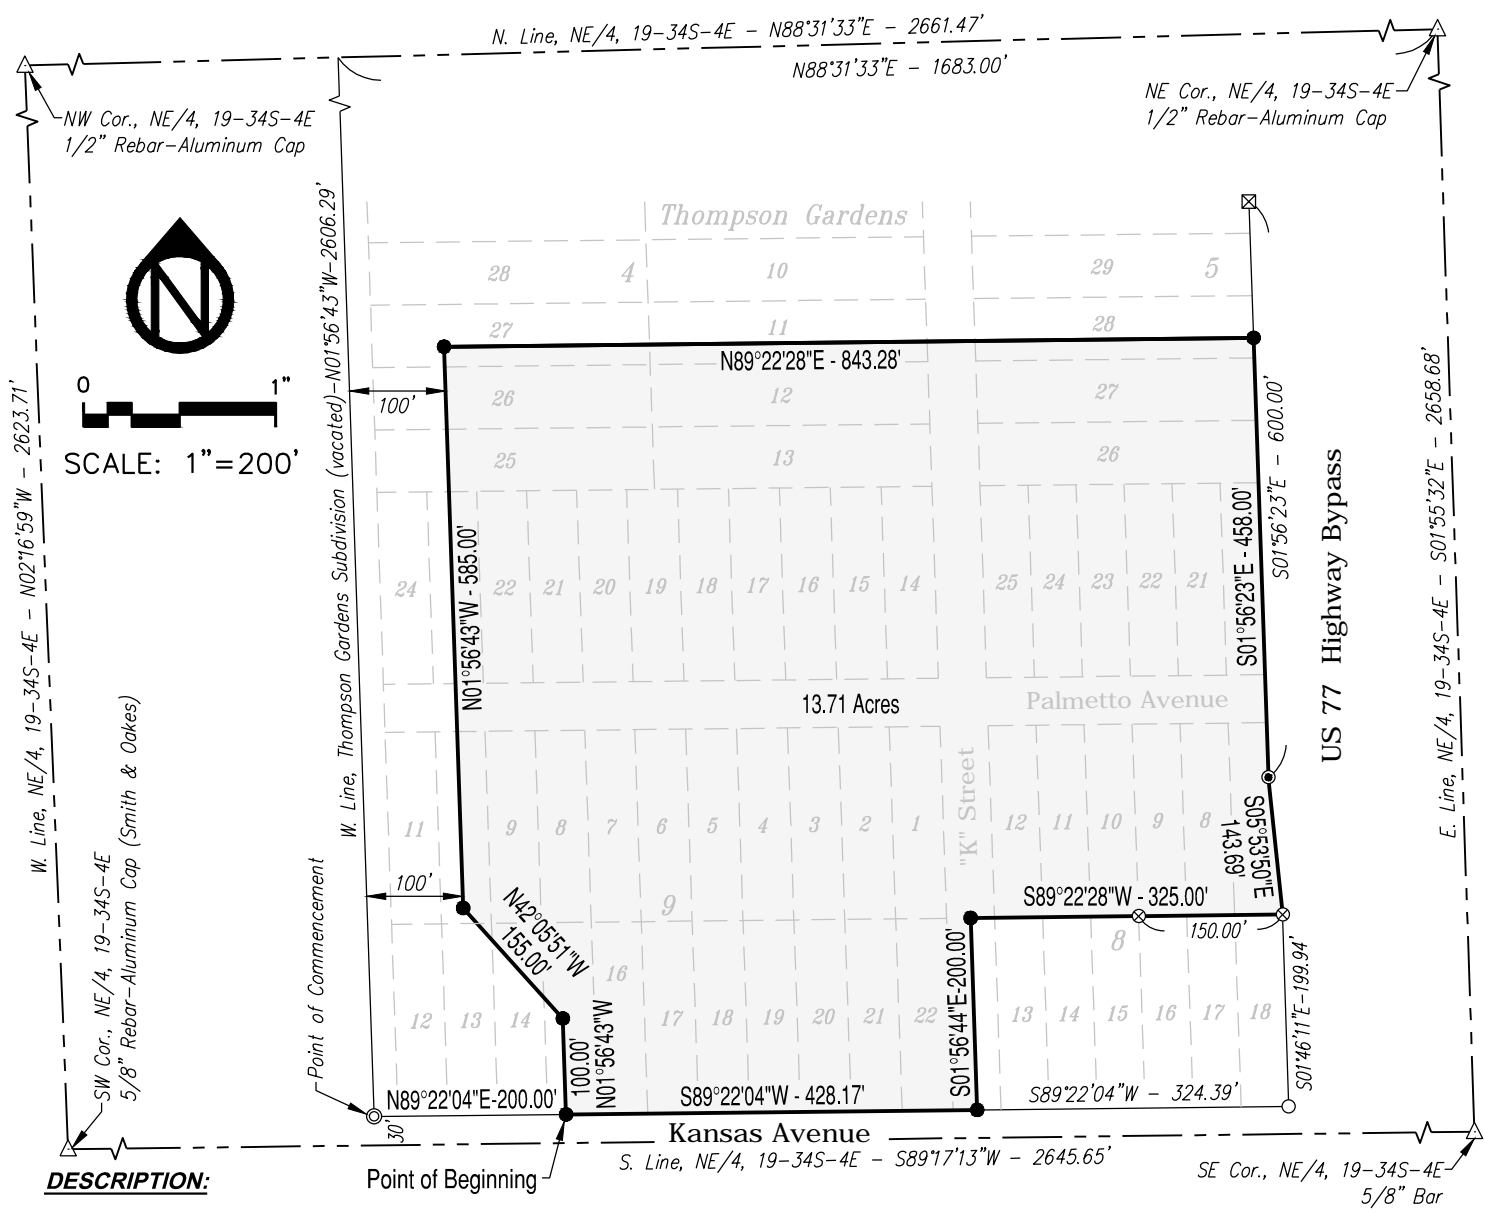 N. Line, NE/4, 19-34S-4E - N88°31'33"E - 2661.47'
N88°31'33"E - 1683.00'
NW Cor., NE/4, 19-34S-4E
1/2" Rebar-Aluminum Cap
NE Cor., NE/4, 19-34S-4E
1/2" Rebar-Aluminum Cap
W. Line, NE/4, 19-34S-4E - N02°16'59"W - 2623.71'
W. Line, Thompson Gardens Subdivision (vacated)-N01°56'43"W-2606.29'
N
0 1"
SCALE: 1"=200'
Thompson Gardens
28 4 10 29 5
27 11 28
N89°22'28"E - 843.28'
100'
26 12 27
25 13 26
N01°56'43"W - 585.00'
S01°56'23"E - 458.00'
S01°56'23"E - 600.00'
US 77 Highway Bypass
E. Line, NE/4, 19-34S-4E - S01°55'32"E - 2658.68'
24 22 21 20 19 18 17 16 15 14 25 24 23 22 21
13.71 Acres
Palmetto Avenue
"K" Street
11 9 8 7 6 5 4 3 2 1 12 11 10 9 8
S05°53'50"E
143.69'
100'
S89°22'28"W - 325.00'
150.00'
9
8
N42°05'51"W
155.00'
16
12 13 14 17 18 19 20 21 22 13 14 15 16 17 18
S01°56'44"E-200.00'
S01°46'11"E-199.94'
100.00'
N01°56'43"W
N89°22'04"E-200.00'
S89°22'04"W - 428.17'
S89°22'04"W - 324.39'
30'
Point of Commencement
SW Cor., NE/4, 19-34S-4E
5/8" Rebar-Aluminum Cap (Smith & Oakes)
Kansas Avenue
S. Line, NE/4, 19-34S-4E - S89°17'13"W - 2645.65'
Point of Beginning
SE Cor., NE/4, 19-34S-4E
5/8" Bar
DESCRIPTION: